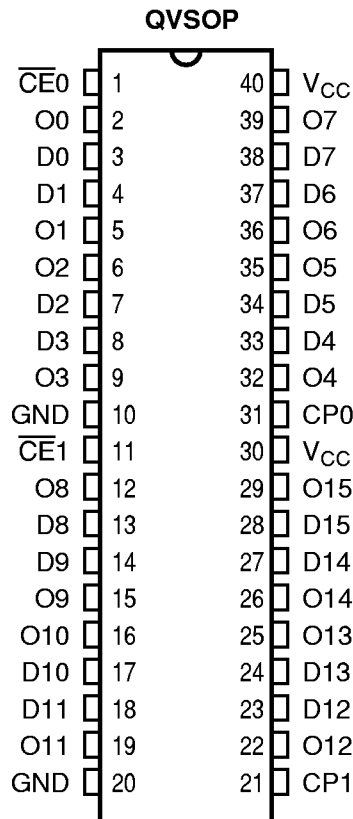 QVSOP
CE0 1 40 VCC
O0 2 39 O7
D0 3 38 D7
D1 4 37 D6
O1 5 36 O6
O2 6 35 O5
D2 7 34 D5
D3 8 33 D4
O3 9 32 O4
GND 10 31 CP0
CE1 11 30 VCC
O8 12 29 O15
D8 13 28 D15
D9 14 27 D14
O9 15 26 O14
O10 16 25 O13
D10 17 24 D13
D11 18 23 D12
O11 19 22 O12
GND 20 21 CP1